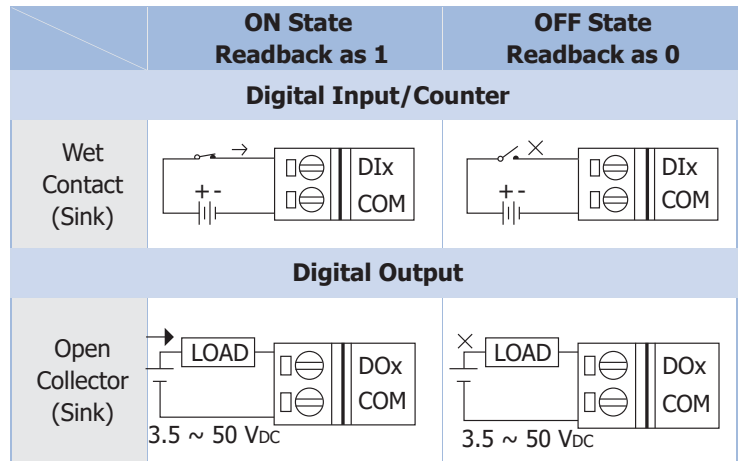 ON State
Readback as 1
OFF State
Readback as 0
Digital Input/Counter
Wet
Contact
(Sink)
+ -
DIx
COM
+ -
DIx
COM
Digital Output
Open
Collector
(Sink)
LOAD
DOx
COM
3.5 ~ 50 VDC
LOAD
DOx
COM
3.5 ~ 50 VDC